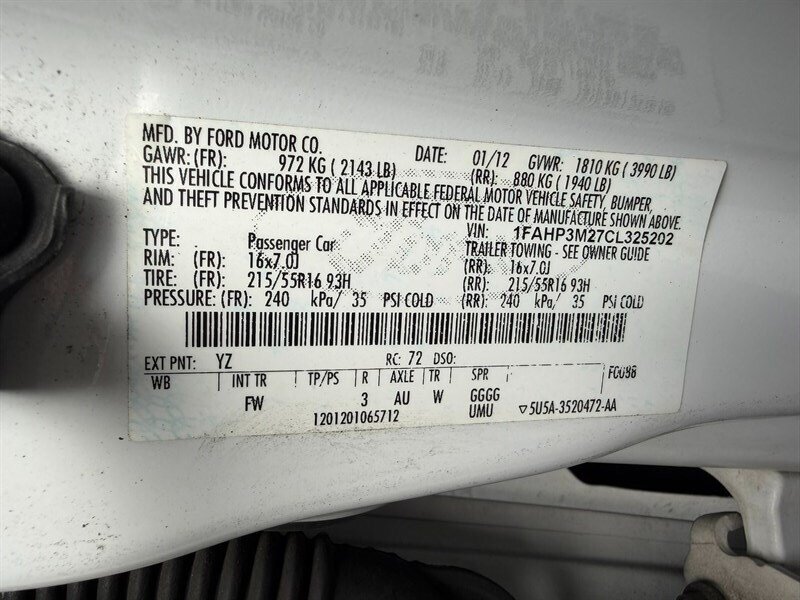 MFD. BY FORD MOTOR CO. DATE: 01/12 GVWR: 1810 KG ( 3990 LB)
GAWR: (FR): 972 KG ( 2143 LB) (RR): 880 KG ( 1940 LB)
THIS VEHICLE CONFORMS TO ALL APPLICABLE FEDERAL MOTOR VEHICLE SAFETY, BUMPER,
AND THEFT PREVENTION STANDARDS IN EFFECT ON THE DATE OF MANUFACTURE SHOWN ABOVE.
VIN: 1FAHP3M27CL325202
TYPE: Passenger Car TRAILER TOWING - SEE OWNER GUIDE
RIM: (FR): 16x7.0J (RR): 16x7.0J
TIRE: (FR): 215/55R16 93H (RR): 215/55R16 93H
PRESSURE: (FR): 240 kPa/ 35 PSI COLD (RR): 240 kPa/ 35 PSI COLD
EXT PNT: YZ RC: 72 DSO: FC098
WB INT TR TP/PS R AXLE TR SPR
FW 3 AU W GGGG
UMU
1201201065712 ▽5U5A-3520472-AA